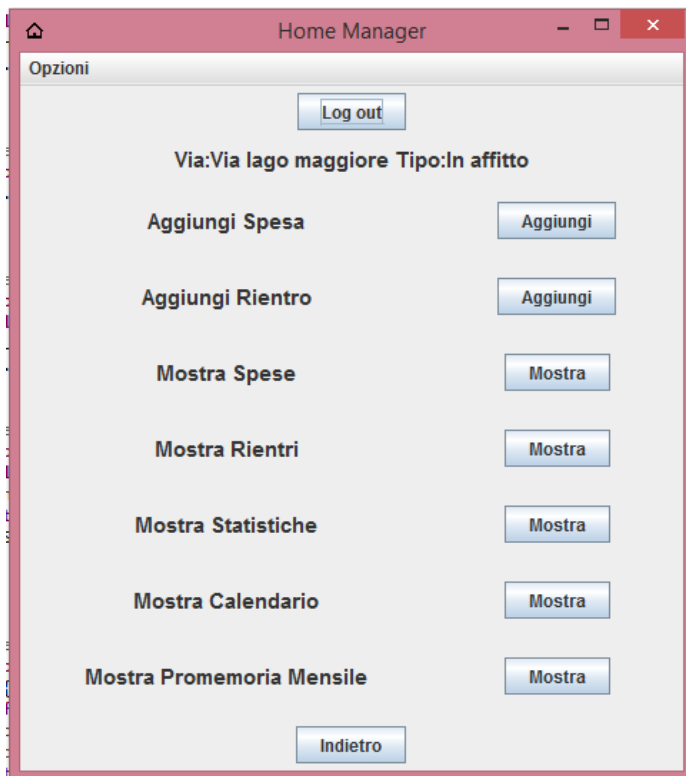 Home Manager
Opzioni
Log out
Via:Via lago maggiore Tipo:In affitto
Aggiungi Spesa Aggiungi
Aggiungi Rientro Aggiungi
Mostra Spese Mostra
Mostra Rientri Mostra
Mostra Statistiche Mostra
Mostra Calendario Mostra
Mostra Promemoria Mensile Mostra
Indietro